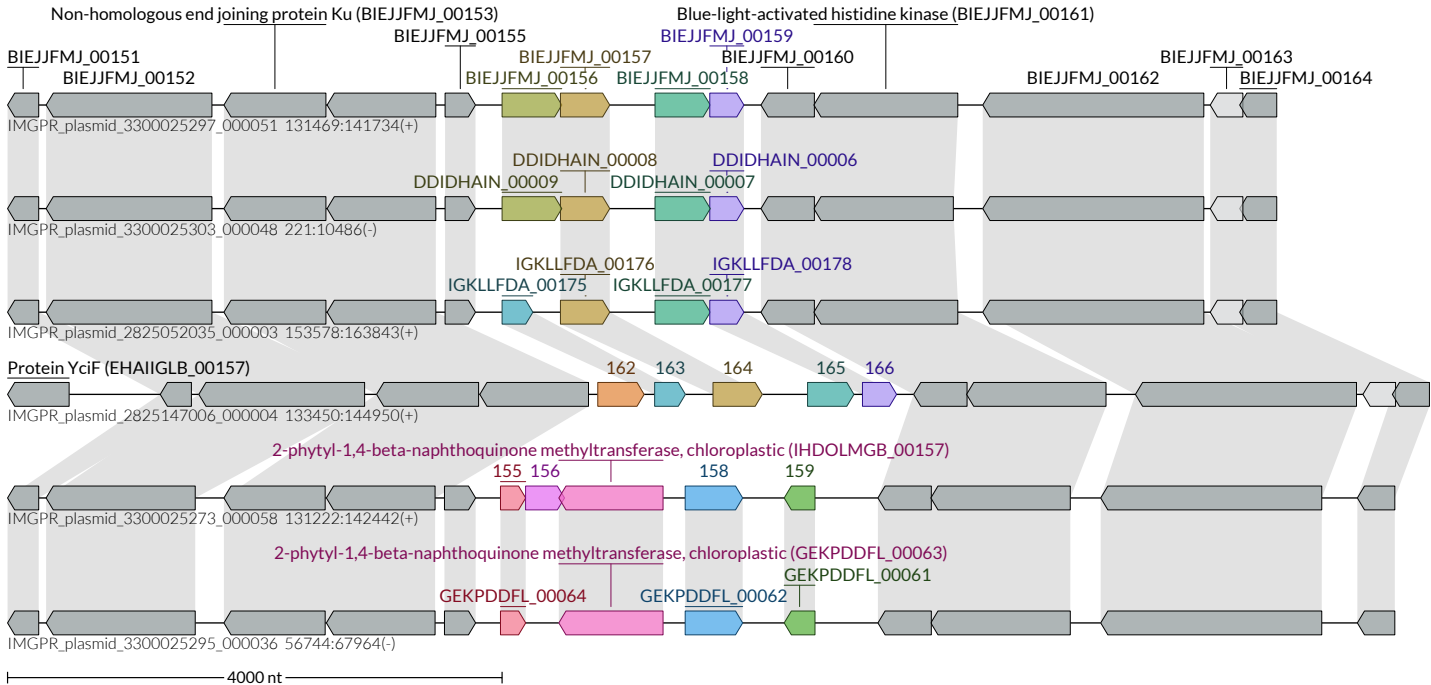 Non-homologous end joining protein Ku (BIEJJFMJ_00153) Blue-light-activated histidine kinase (BIEJJFMJ_00161)
BIEJJFMJ_00155 BIEJJFMJ_00159
BIEJJFMJ_00151 BIEJJFMJ_00157 BIEJJFMJ_00160 BIEJJFMJ_00163
BIEJJFMJ_00152 BIEJJFMJ_00156 BIEJJFMJ_00158 BIEJJFMJ_00162 BIEJJFMJ_00164
IMGPR_plasmid_3300025297_000051 131469:141734(+)
DDIDHAIN_00008 DDIDHAIN_00006
DDIDHAIN_00009 DDIDHAIN_00007
IMGPR_plasmid_3300025303_000048 221:10486(-)
IGKLLFDA_00176 IGKLLFDA_00178
IGKLLFDA_00175 IGKLLFDA_00177
IMGPR_plasmid_2825052035_000003 153578:163843(+)
Protein YciF (EHAIIGLB_00157) 162 163 164 165 166
IMGPR_plasmid_2825147006_000004 133450:144950(+)
2-phytyl-1,4-beta-naphthoquinone methyltransferase, chloroplastic (IHDOLMGB_00157)
155 156 158 159
IMGPR_plasmid_3300025273_000058 131222:142442(+)
2-phytyl-1,4-beta-naphthoquinone methyltransferase, chloroplastic (GEKPDDFL_00063)
GEKPDDFL_00061
GEKPDDFL_00064 GEKPDDFL_00062
IMGPR_plasmid_3300025295_000036 56744:67964(-)
4000 nt